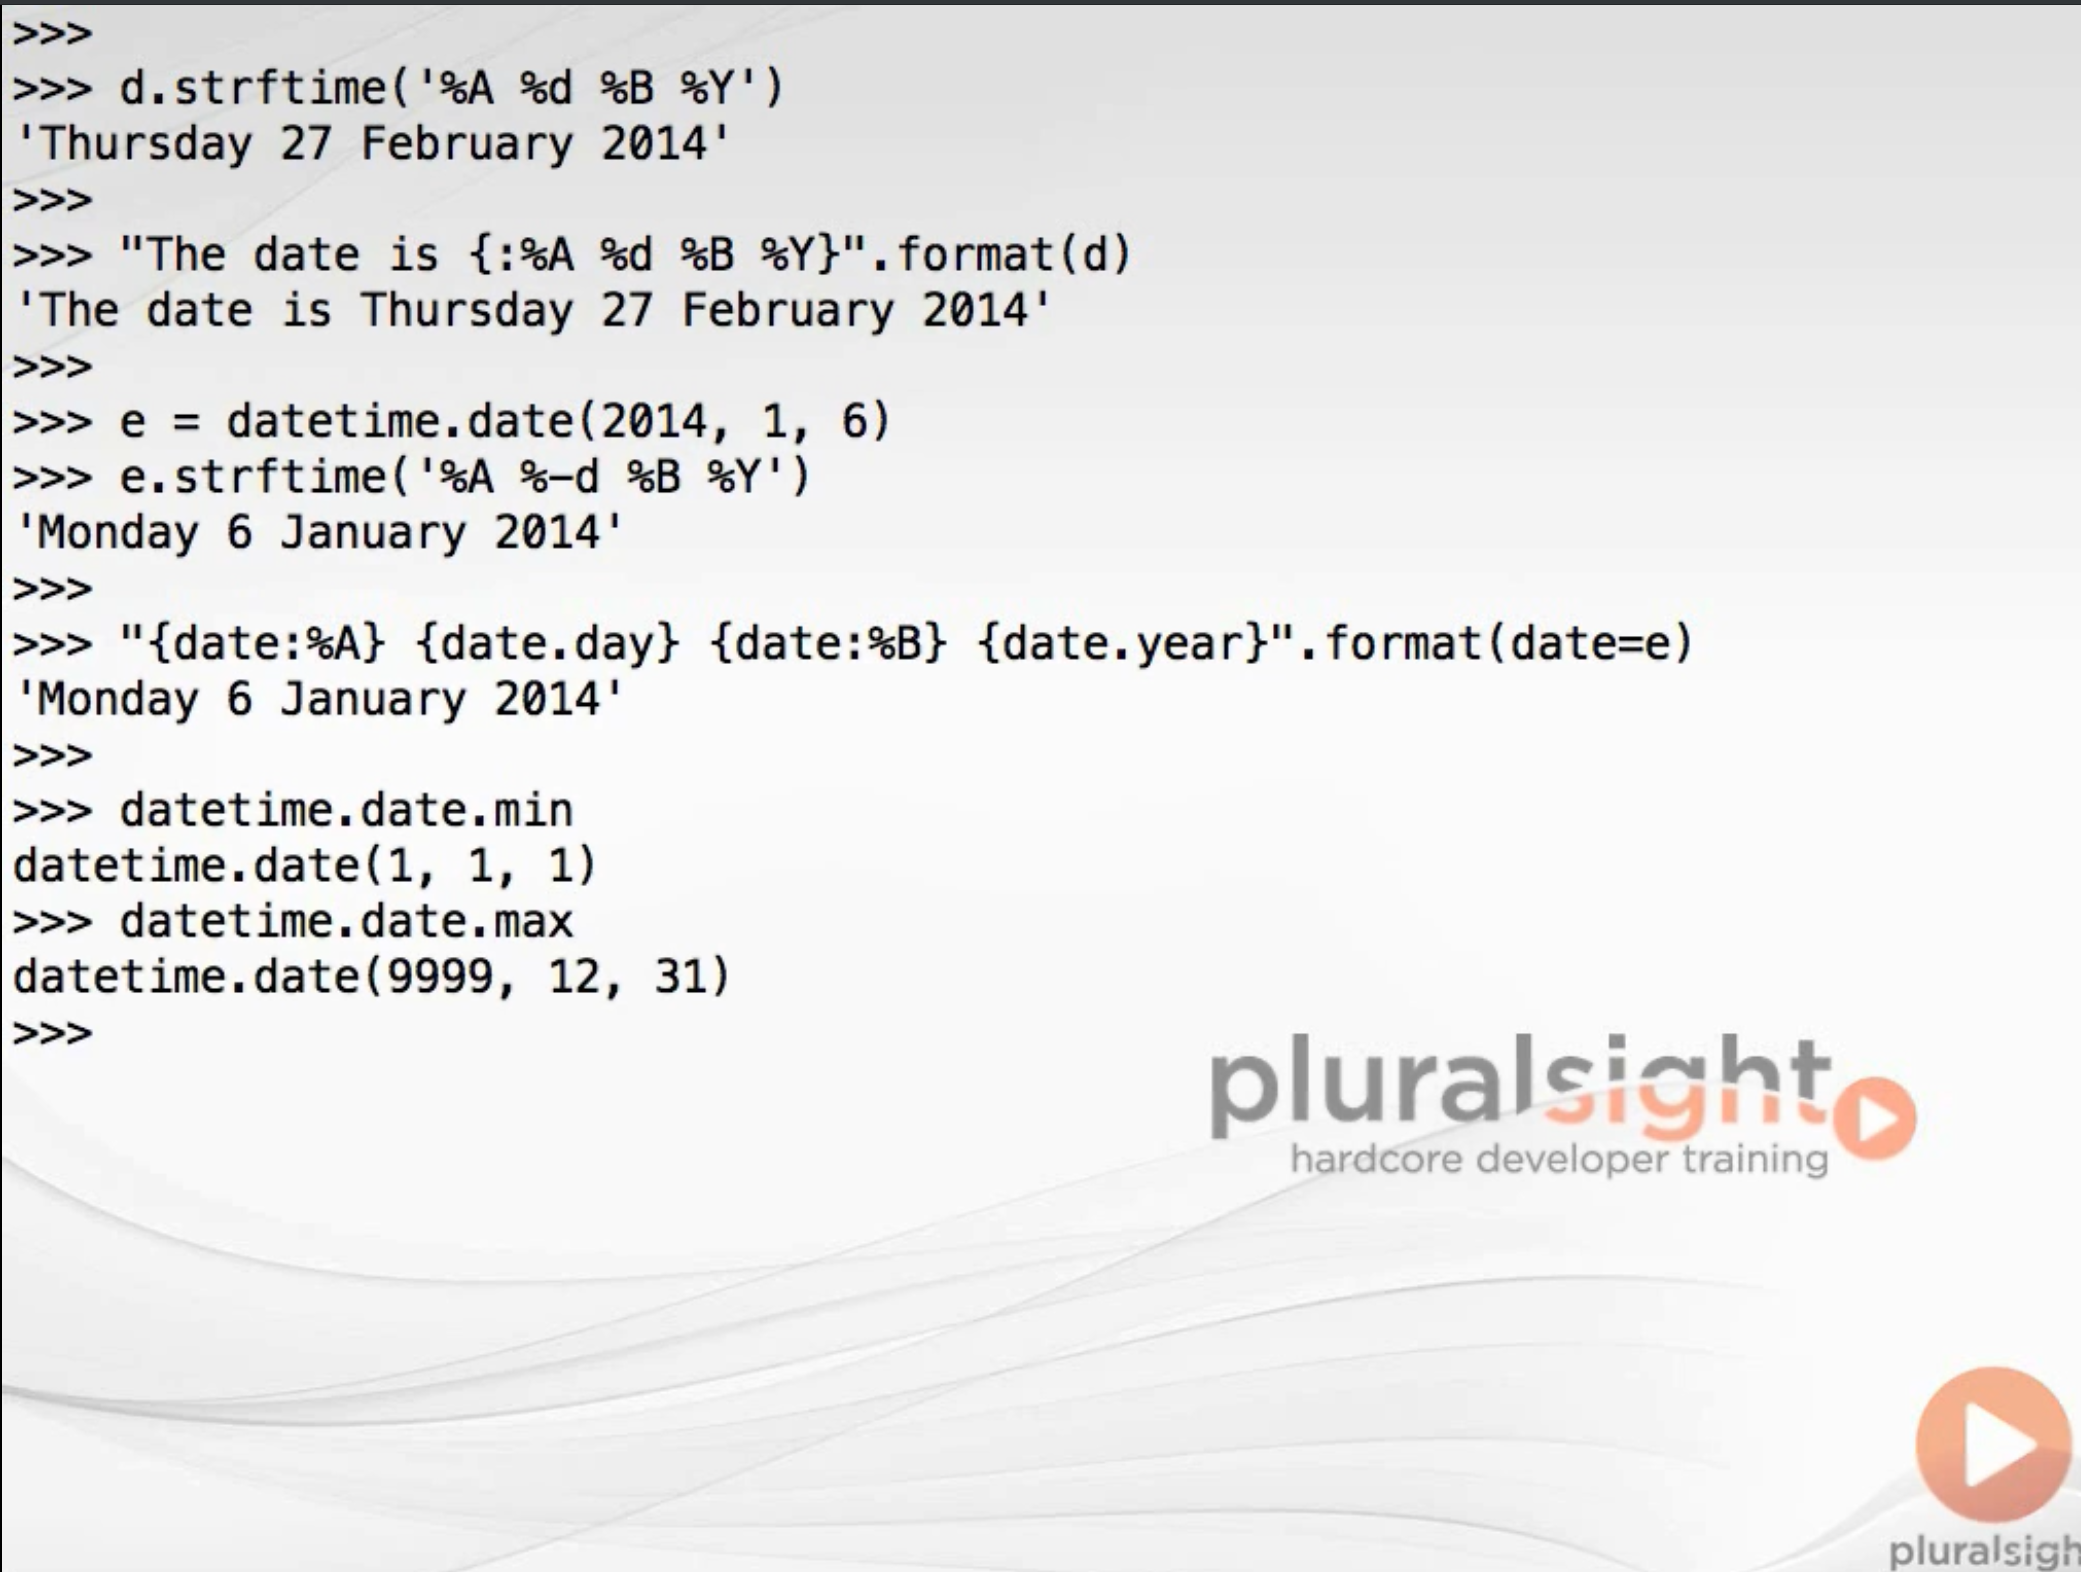 >>>
>>> d.strftime('%A %d %B %Y')
'Thursday 27 February 2014'
>>>
>>> "The date is {:%A %d %B %Y}".format(d)
'The date is Thursday 27 February 2014'
>>>
>>> e = datetime.date(2014, 1, 6)
>>> e.strftime('%A %-d %B %Y')
'Monday 6 January 2014'
>>>
>>> "{date:%A} {date.day} {date:%B} {date.year}".format(date=e)
'Monday 6 January 2014'
>>>
>>> datetime.date.min
datetime.date(1, 1, 1)
>>> datetime.date.max
datetime.date(9999, 12, 31)
>>>
pluralsight
hardcore developer training
pluralsigh